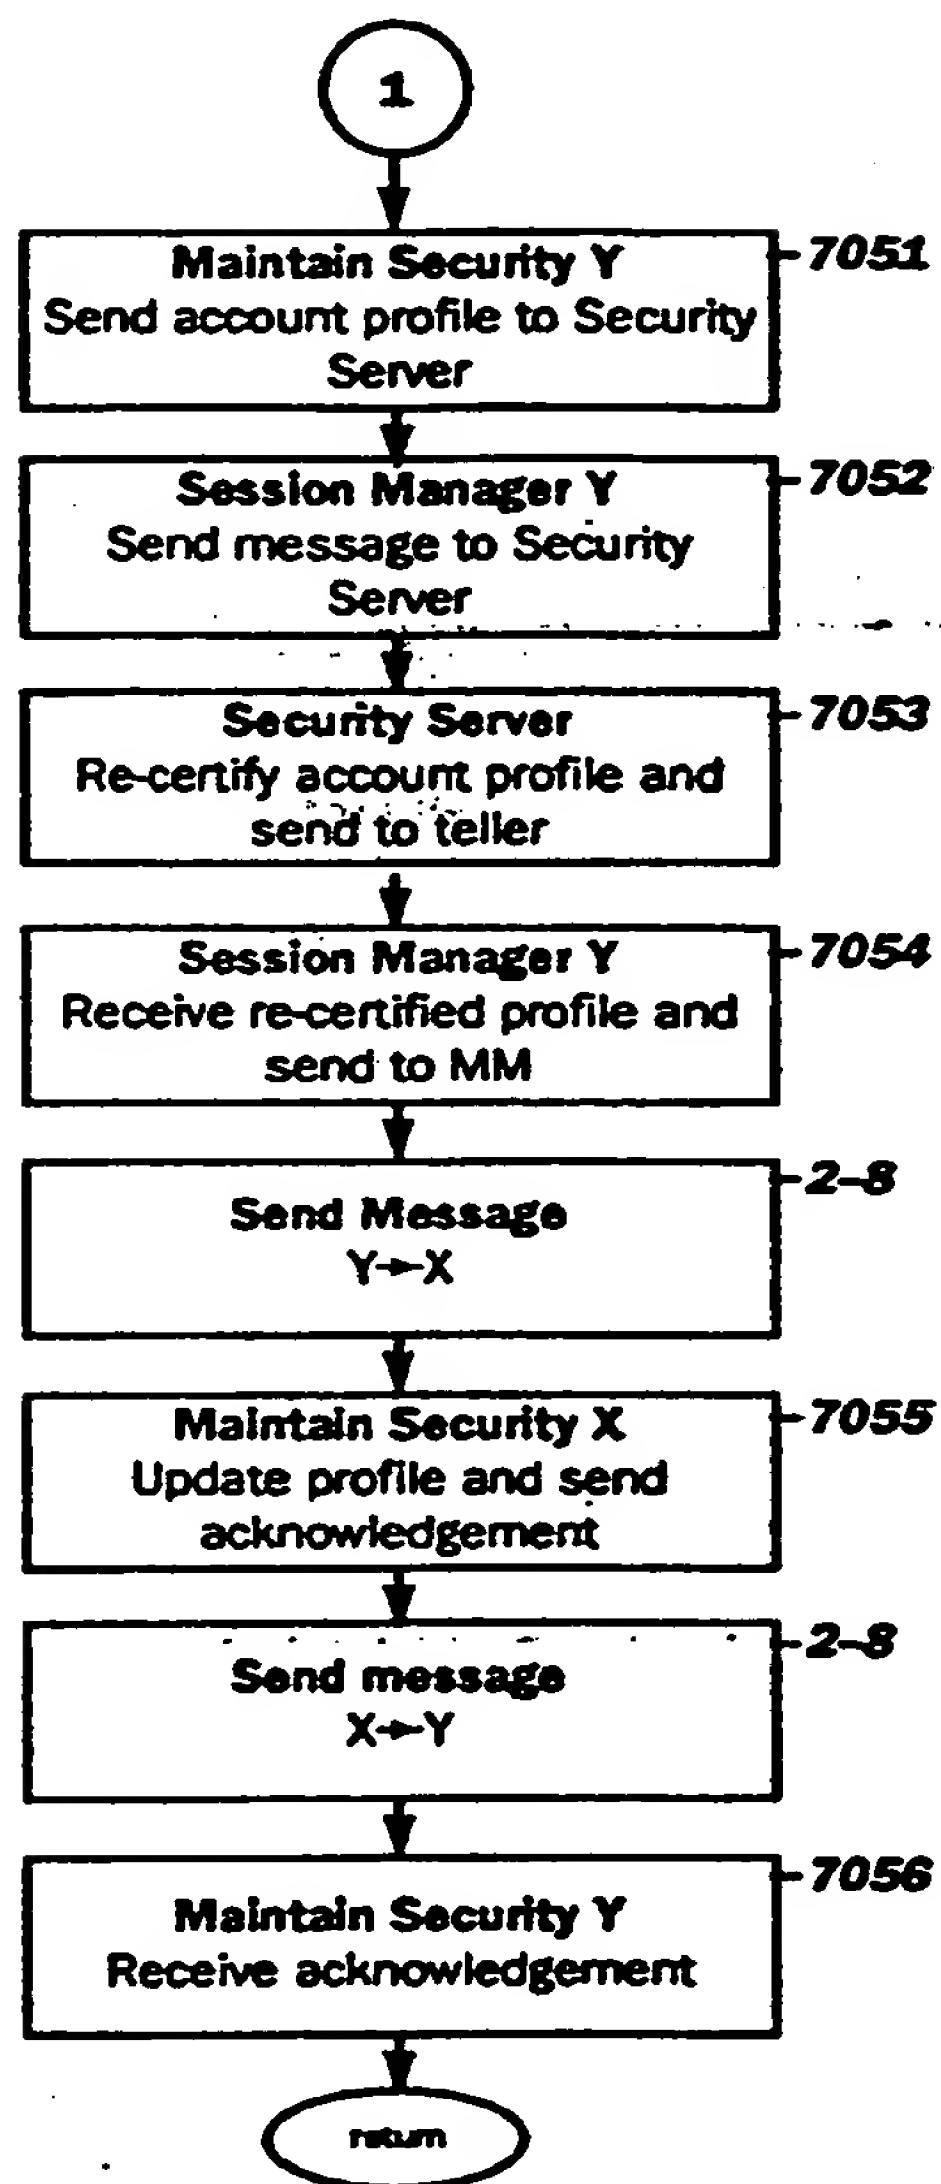 1
Maintain Security Y
7051
Send account profile to Security
Server
Session Manager Y
7052
Send message to Security
Server
Security Server
7053
Re-certify account profile and
send to teller
Session Manager Y
7054
Receive re-certified profile and
send to MM
2-8
Send Message
Y→X
Maintain Security X
7055
Update profile and send
acknowledgement
2-8
Send message
X→Y
7056
Maintain Security Y
Receive acknowledgement
return